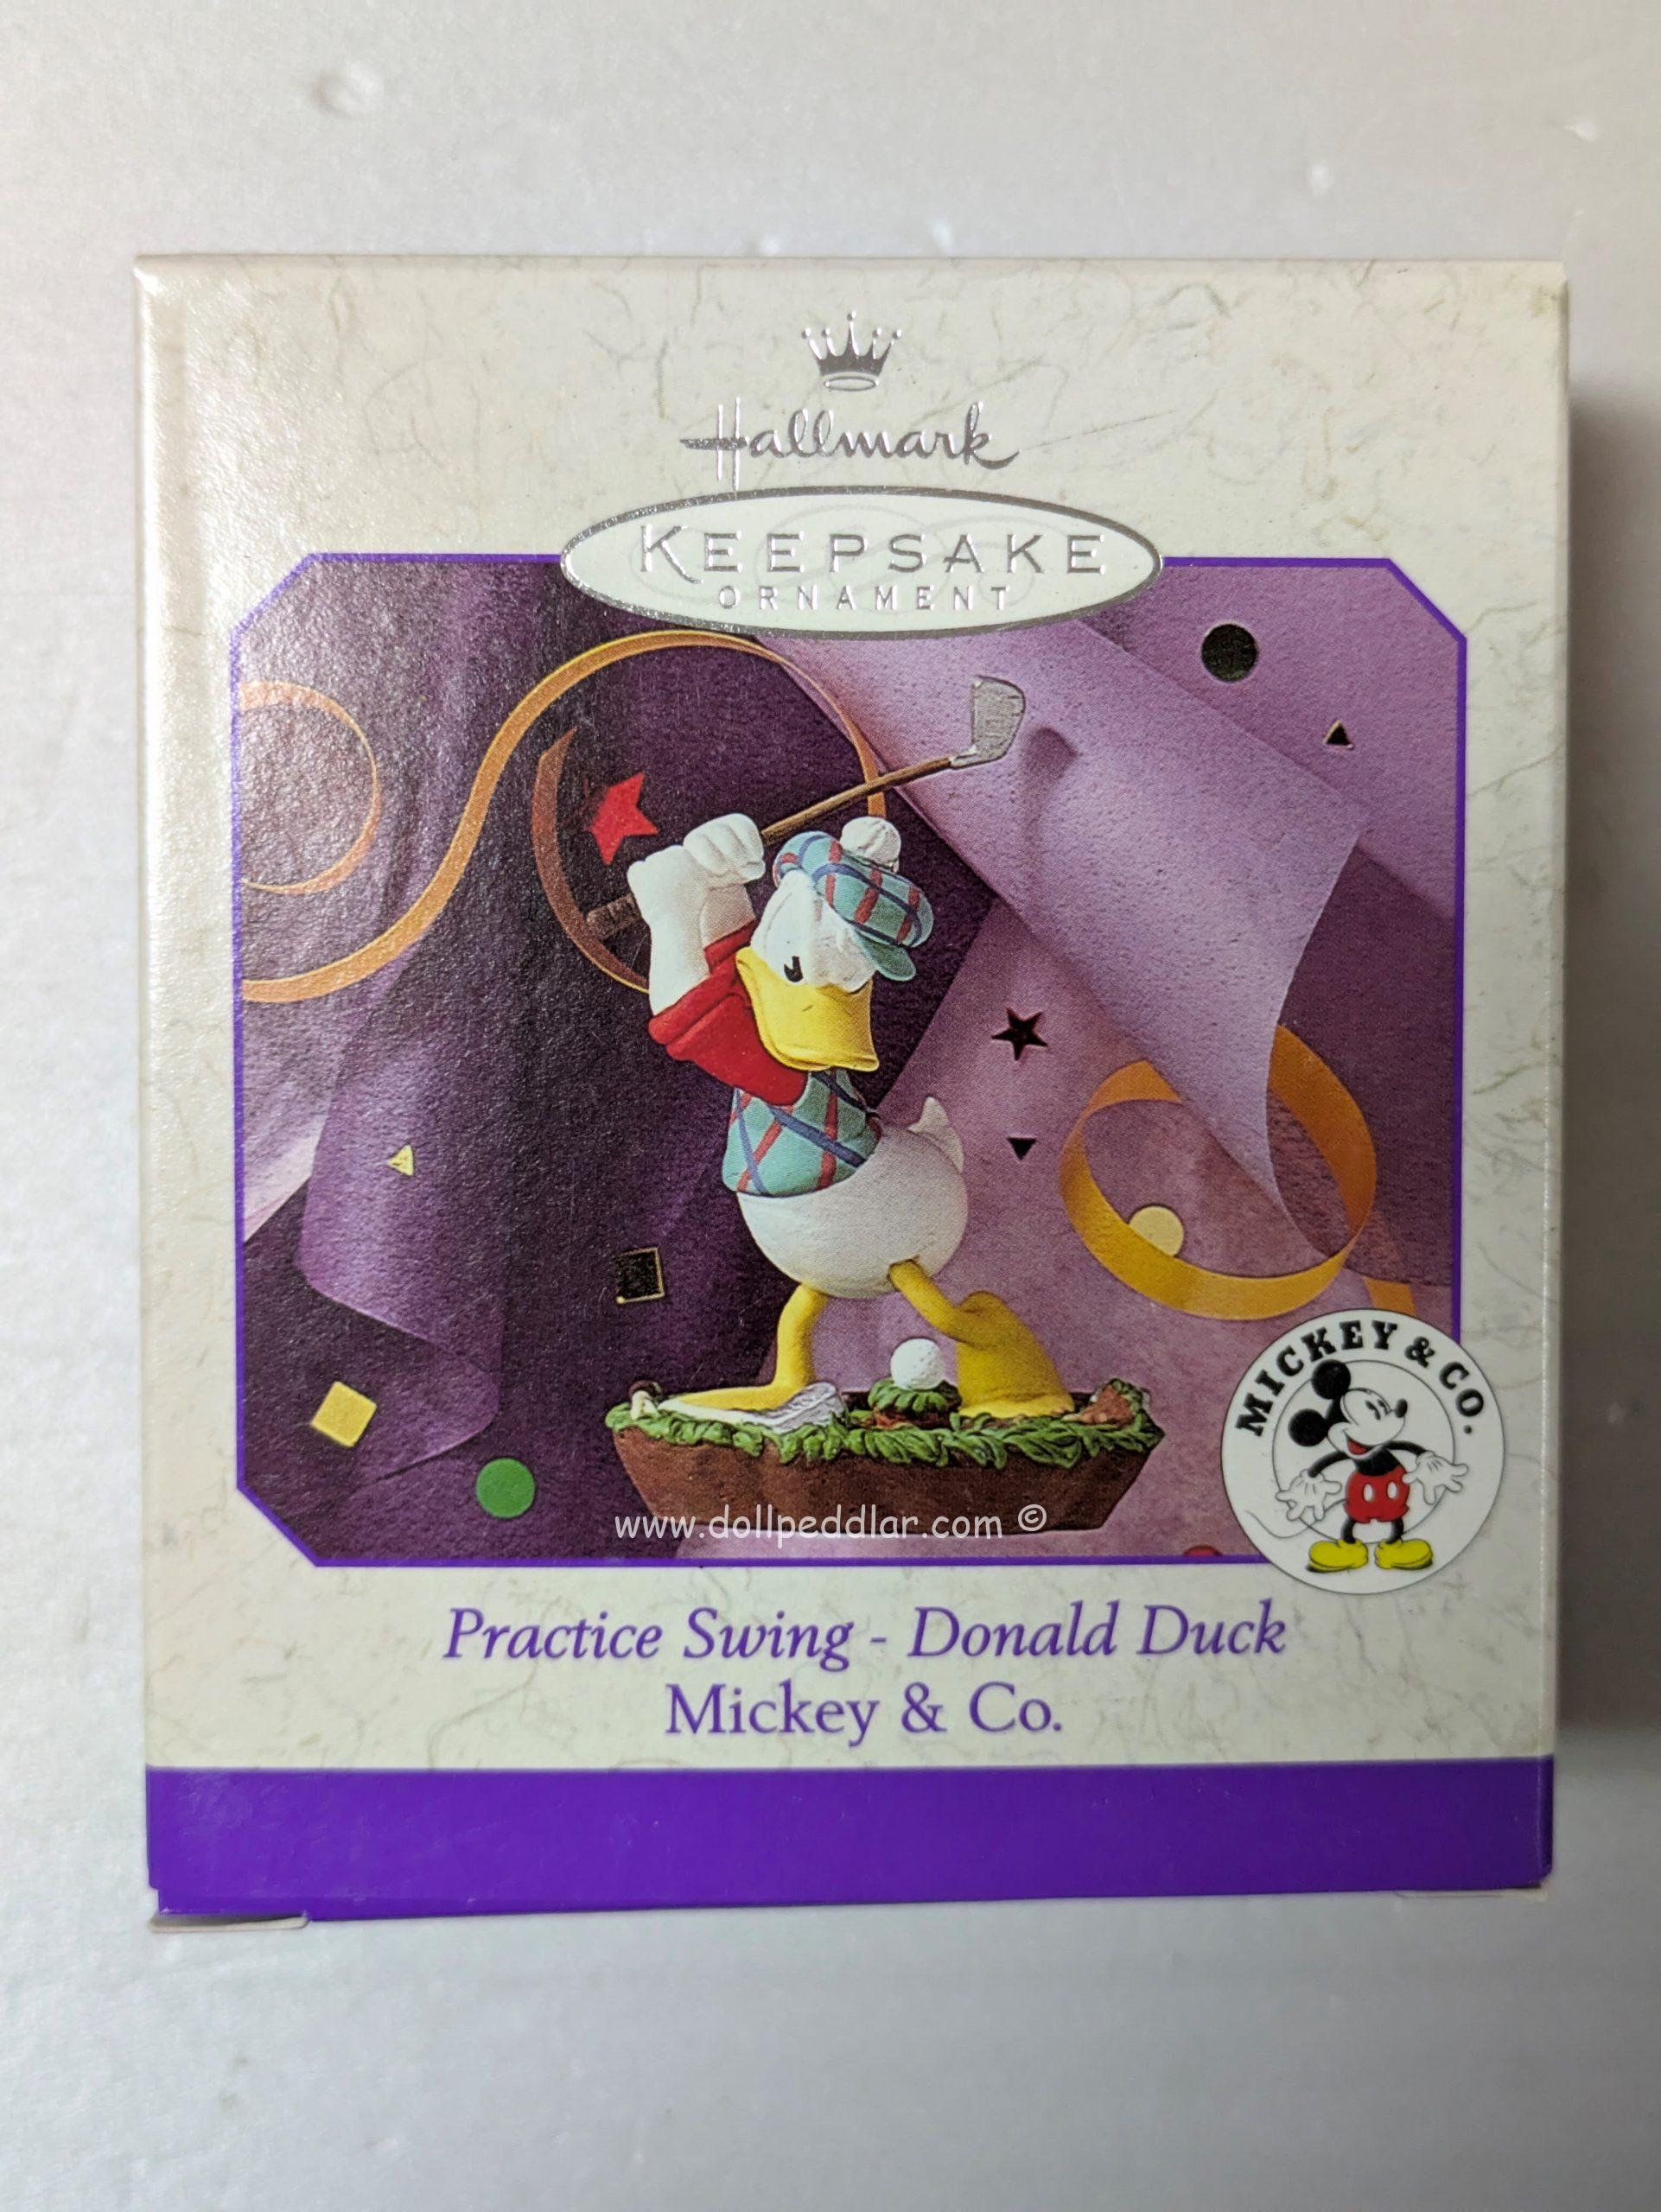 Hallmark
KEEPSAKE
ORNAMENT
MICKEY & CO.
www.dollpeddlar.com ©
Practice Swing - Donald Duck
Mickey & Co.